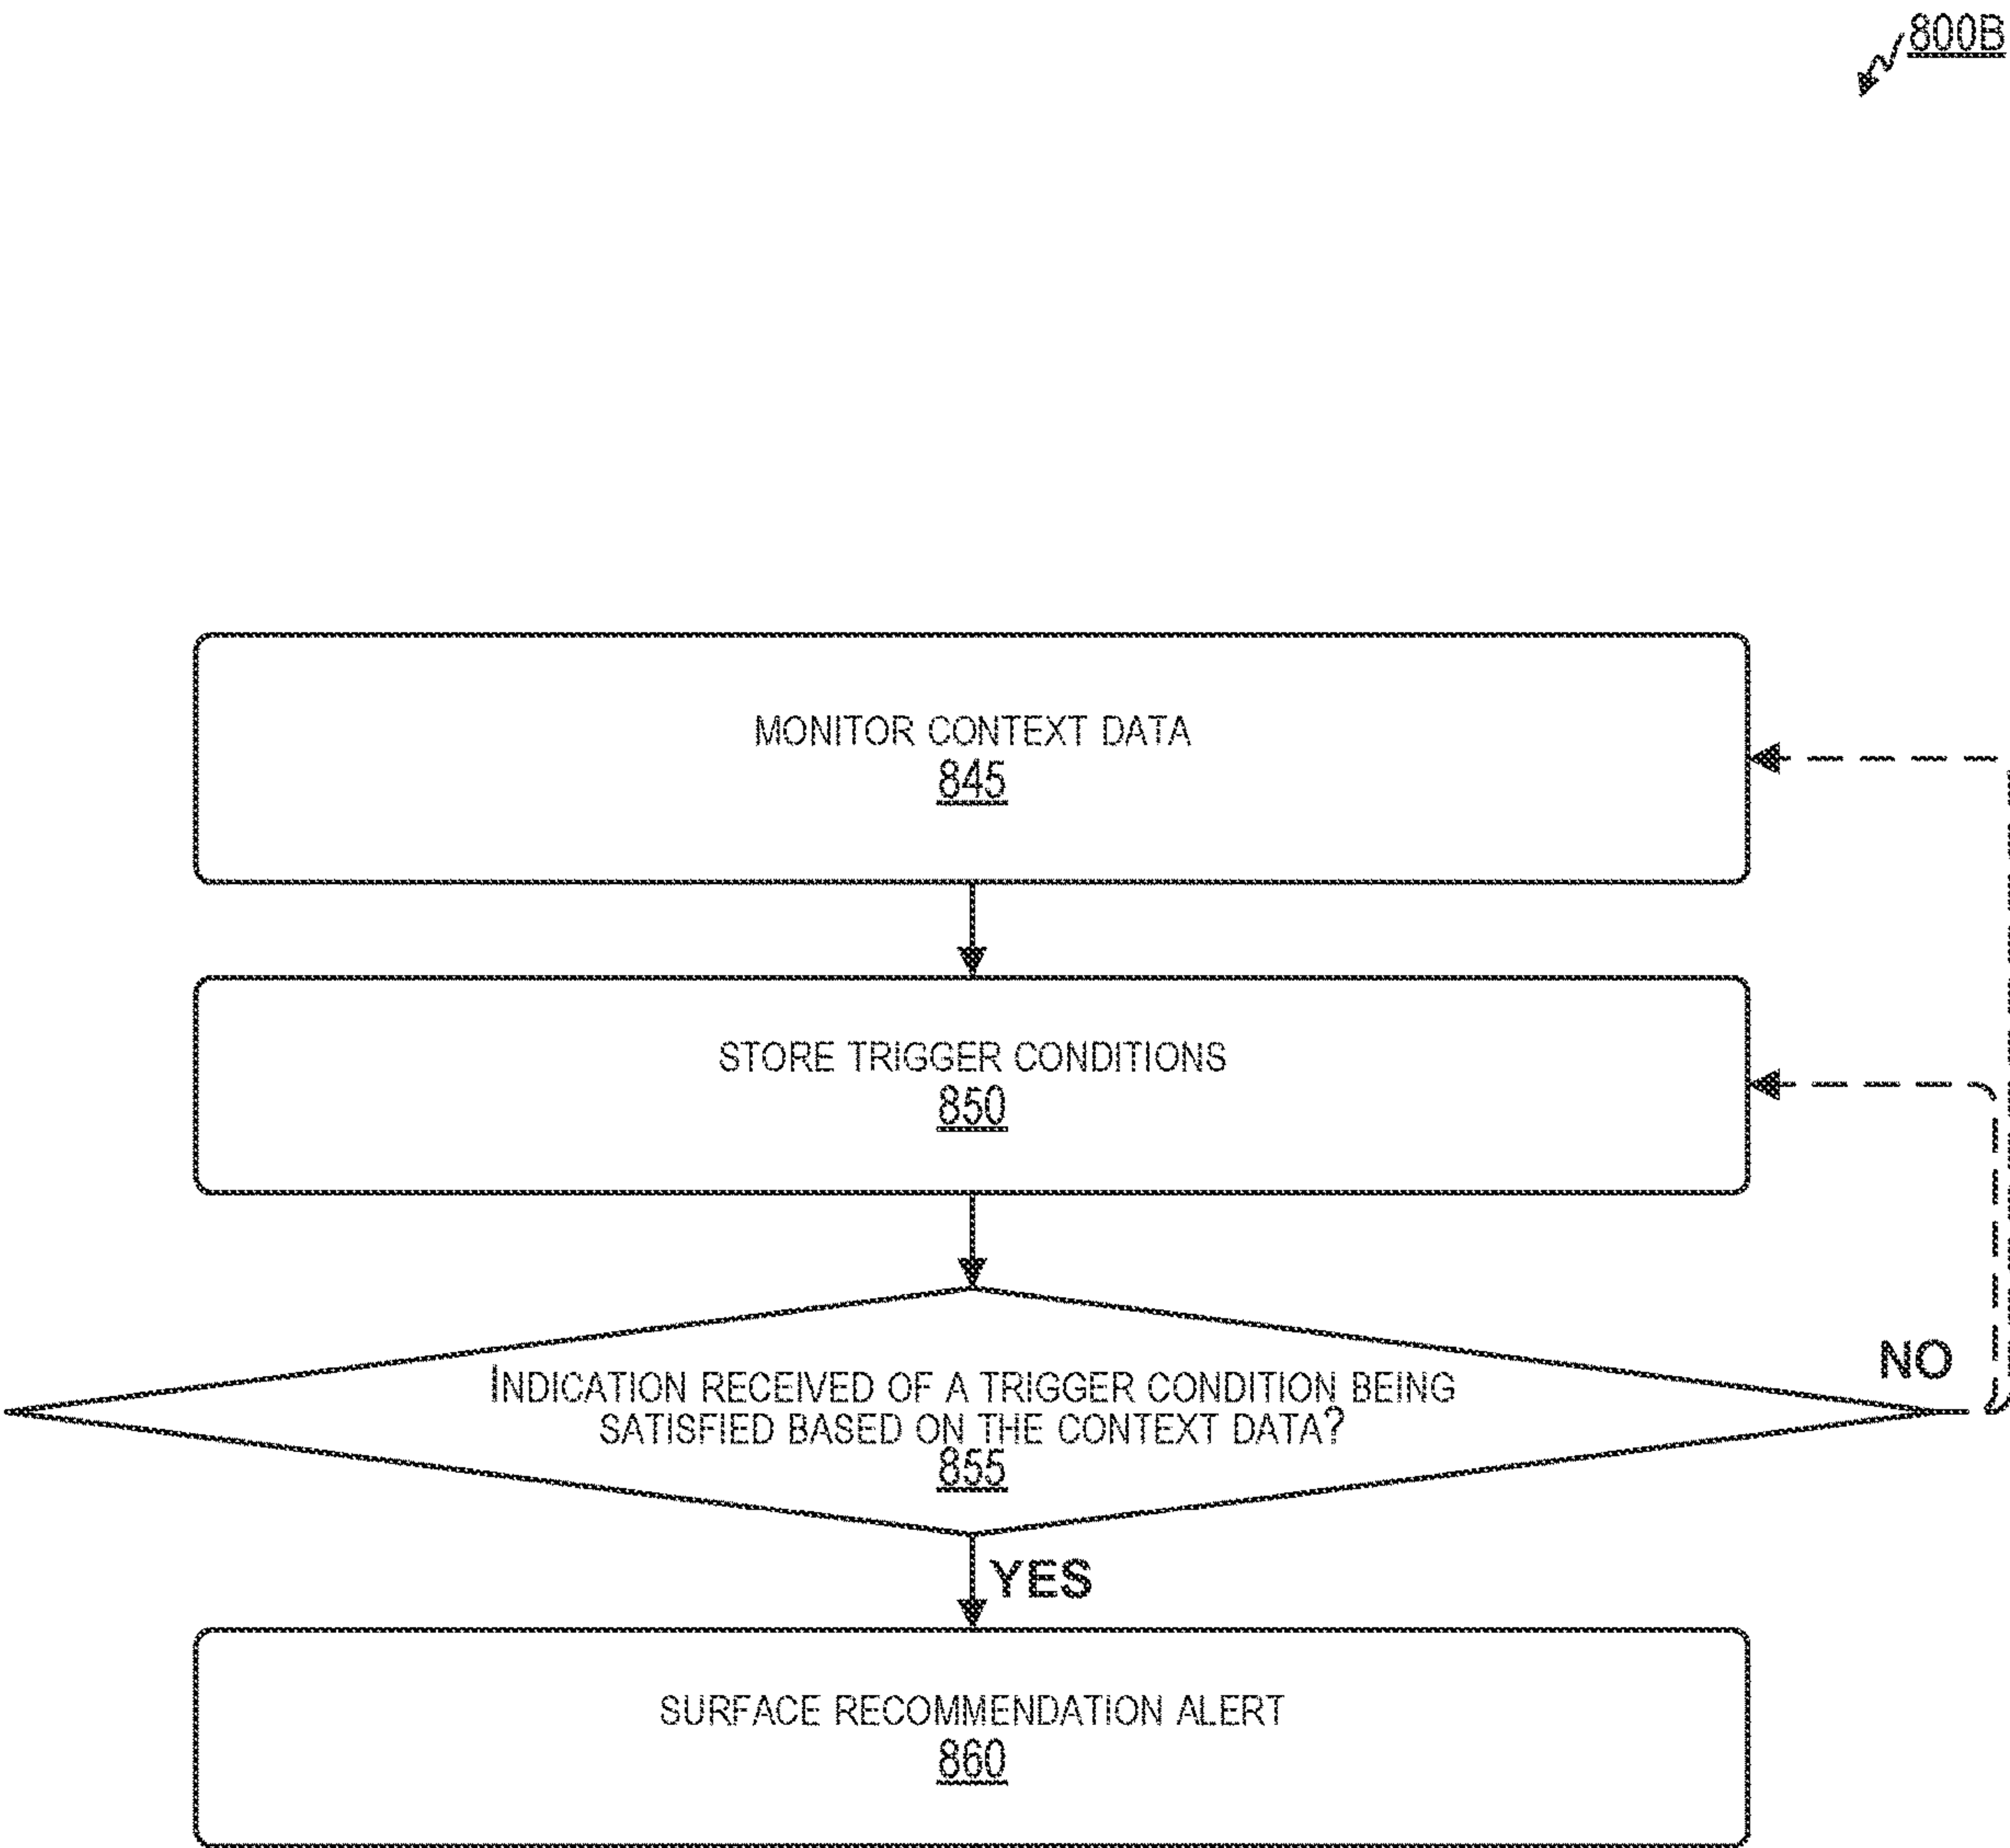 800B
MONITOR CONTEXT DATA
845
STORE TRIGGER CONDITIONS
850
INDICATION RECEIVED OF A TRIGGER CONDITION BEING
SATISFIED BASED ON THE CONTEXT DATA?
855
NO
YES
SURFACE RECOMMENDATION ALERT
860